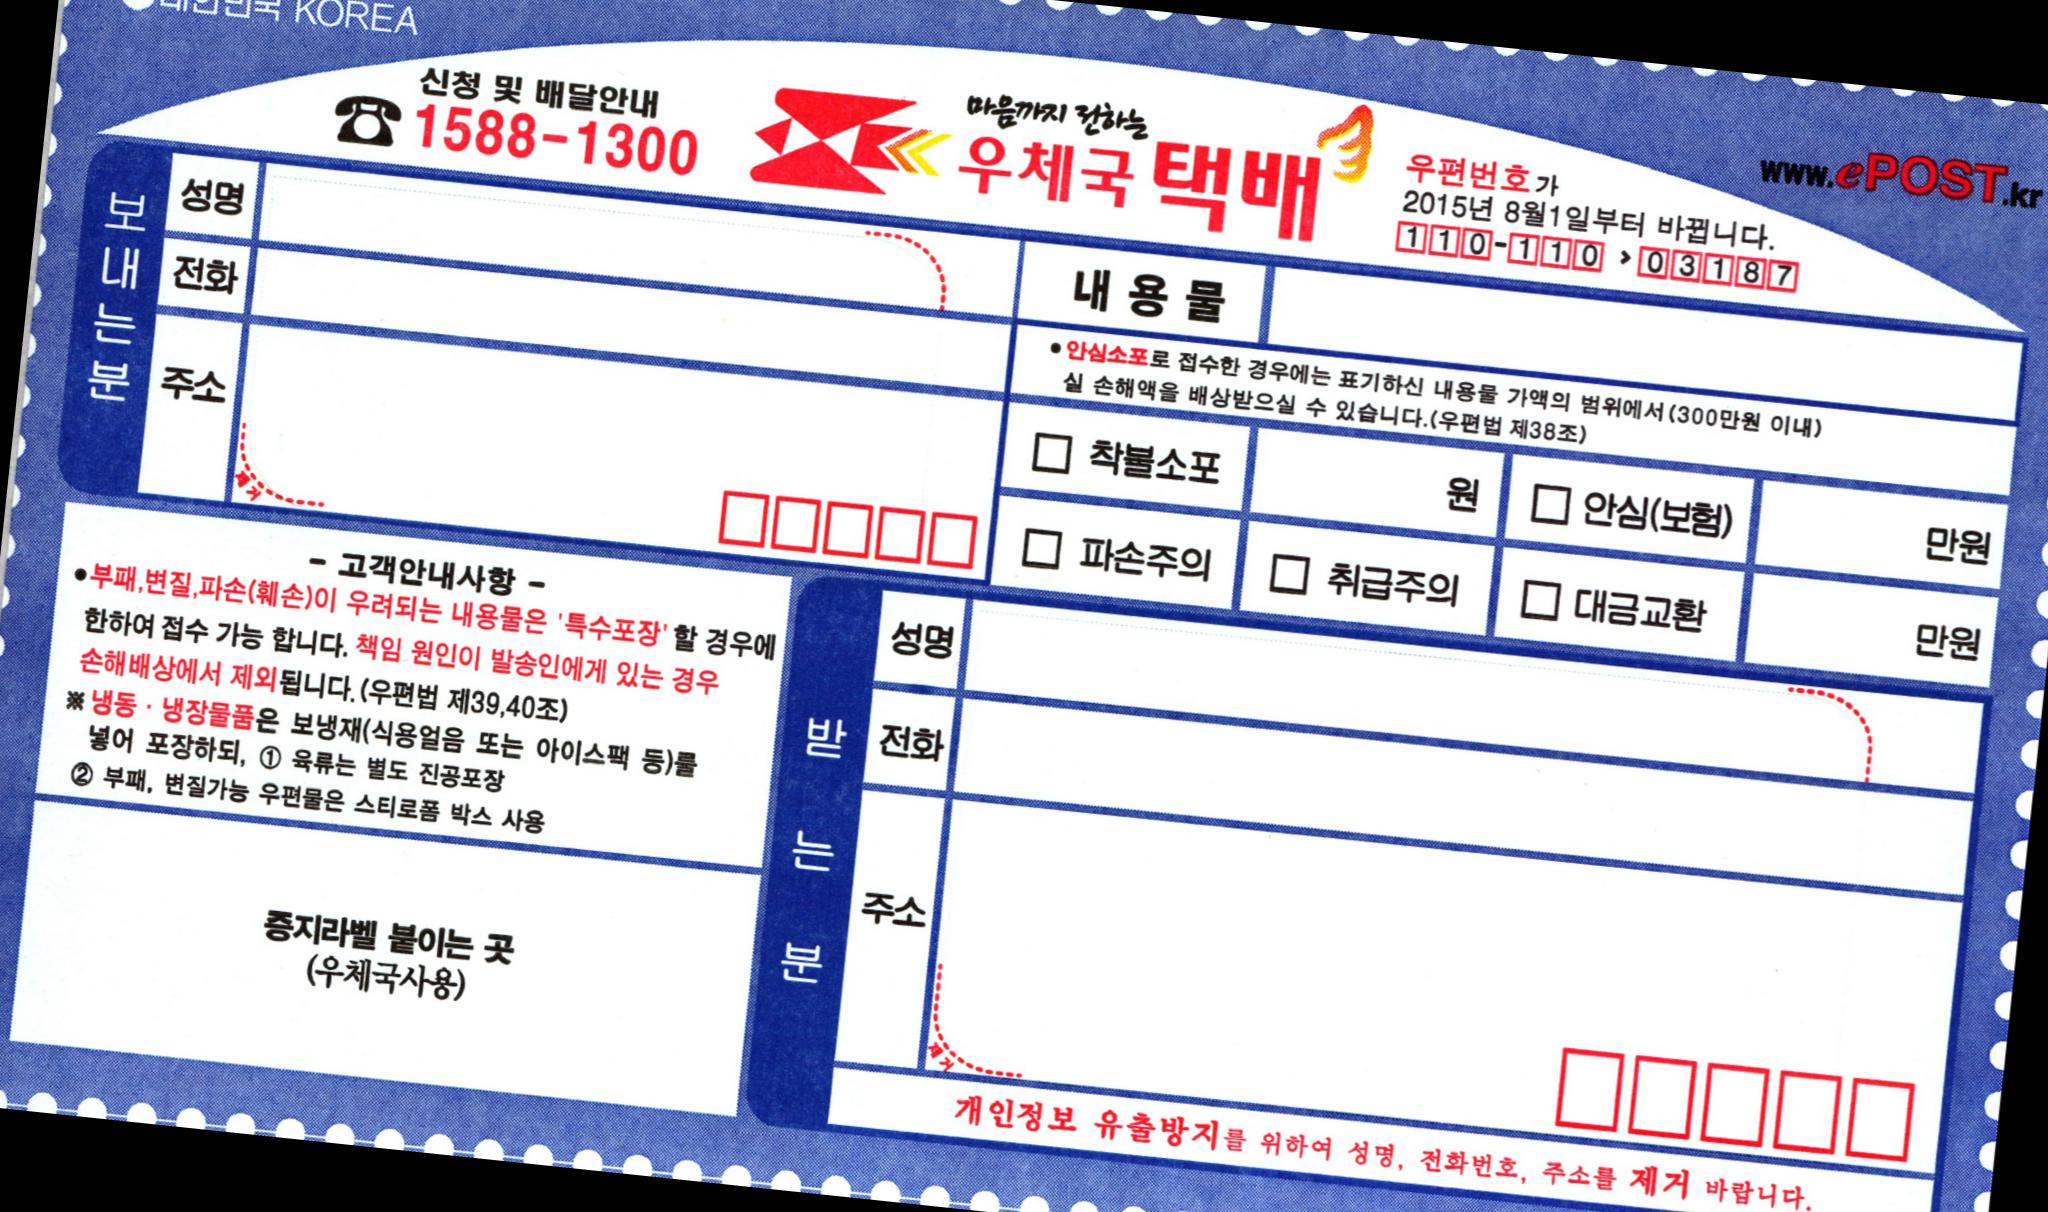 대한민국 KOREA
신청 및 배달안내
1588-1300
마음까지 전하는
우체국 택배
우편번호가
2015년 8월1일부터 바뀝니다.
110-110 > 03187
www.ePOST.kr
보내는분
성명
전화
주소
제거
내용물
•안심소포로 접수한 경우에는 표기하신 내용물 가액의 범위에서(300만원 이내)
실 손해액을 배상받으실 수 있습니다.(우편법 제38조)
□ 착불소포
원
□ 안심(보험)
만원
□ 파손주의
□ 취급주의
□ 대금교환
만원
- 고객안내사항 -
•부패,변질,파손(훼손)이 우려되는 내용물은 '특수포장' 할 경우에
한하여 접수 가능 합니다. 책임 원인이 발송인에게 있는 경우
손해배상에서 제외됩니다.(우편법 제39,40조)
※ 냉동 · 냉장물품은 보냉재(식용얼음 또는 아이스팩 등)를
넣어 포장하되, ① 육류는 별도 진공포장
② 부패, 변질가능 우편물은 스티로폼 박스 사용
증지라벨 붙이는 곳
(우체국사용)
받는분
성명
전화
주소
제거
개인정보 유출방지를 위하여 성명, 전화번호, 주소를 제거 바랍니다.